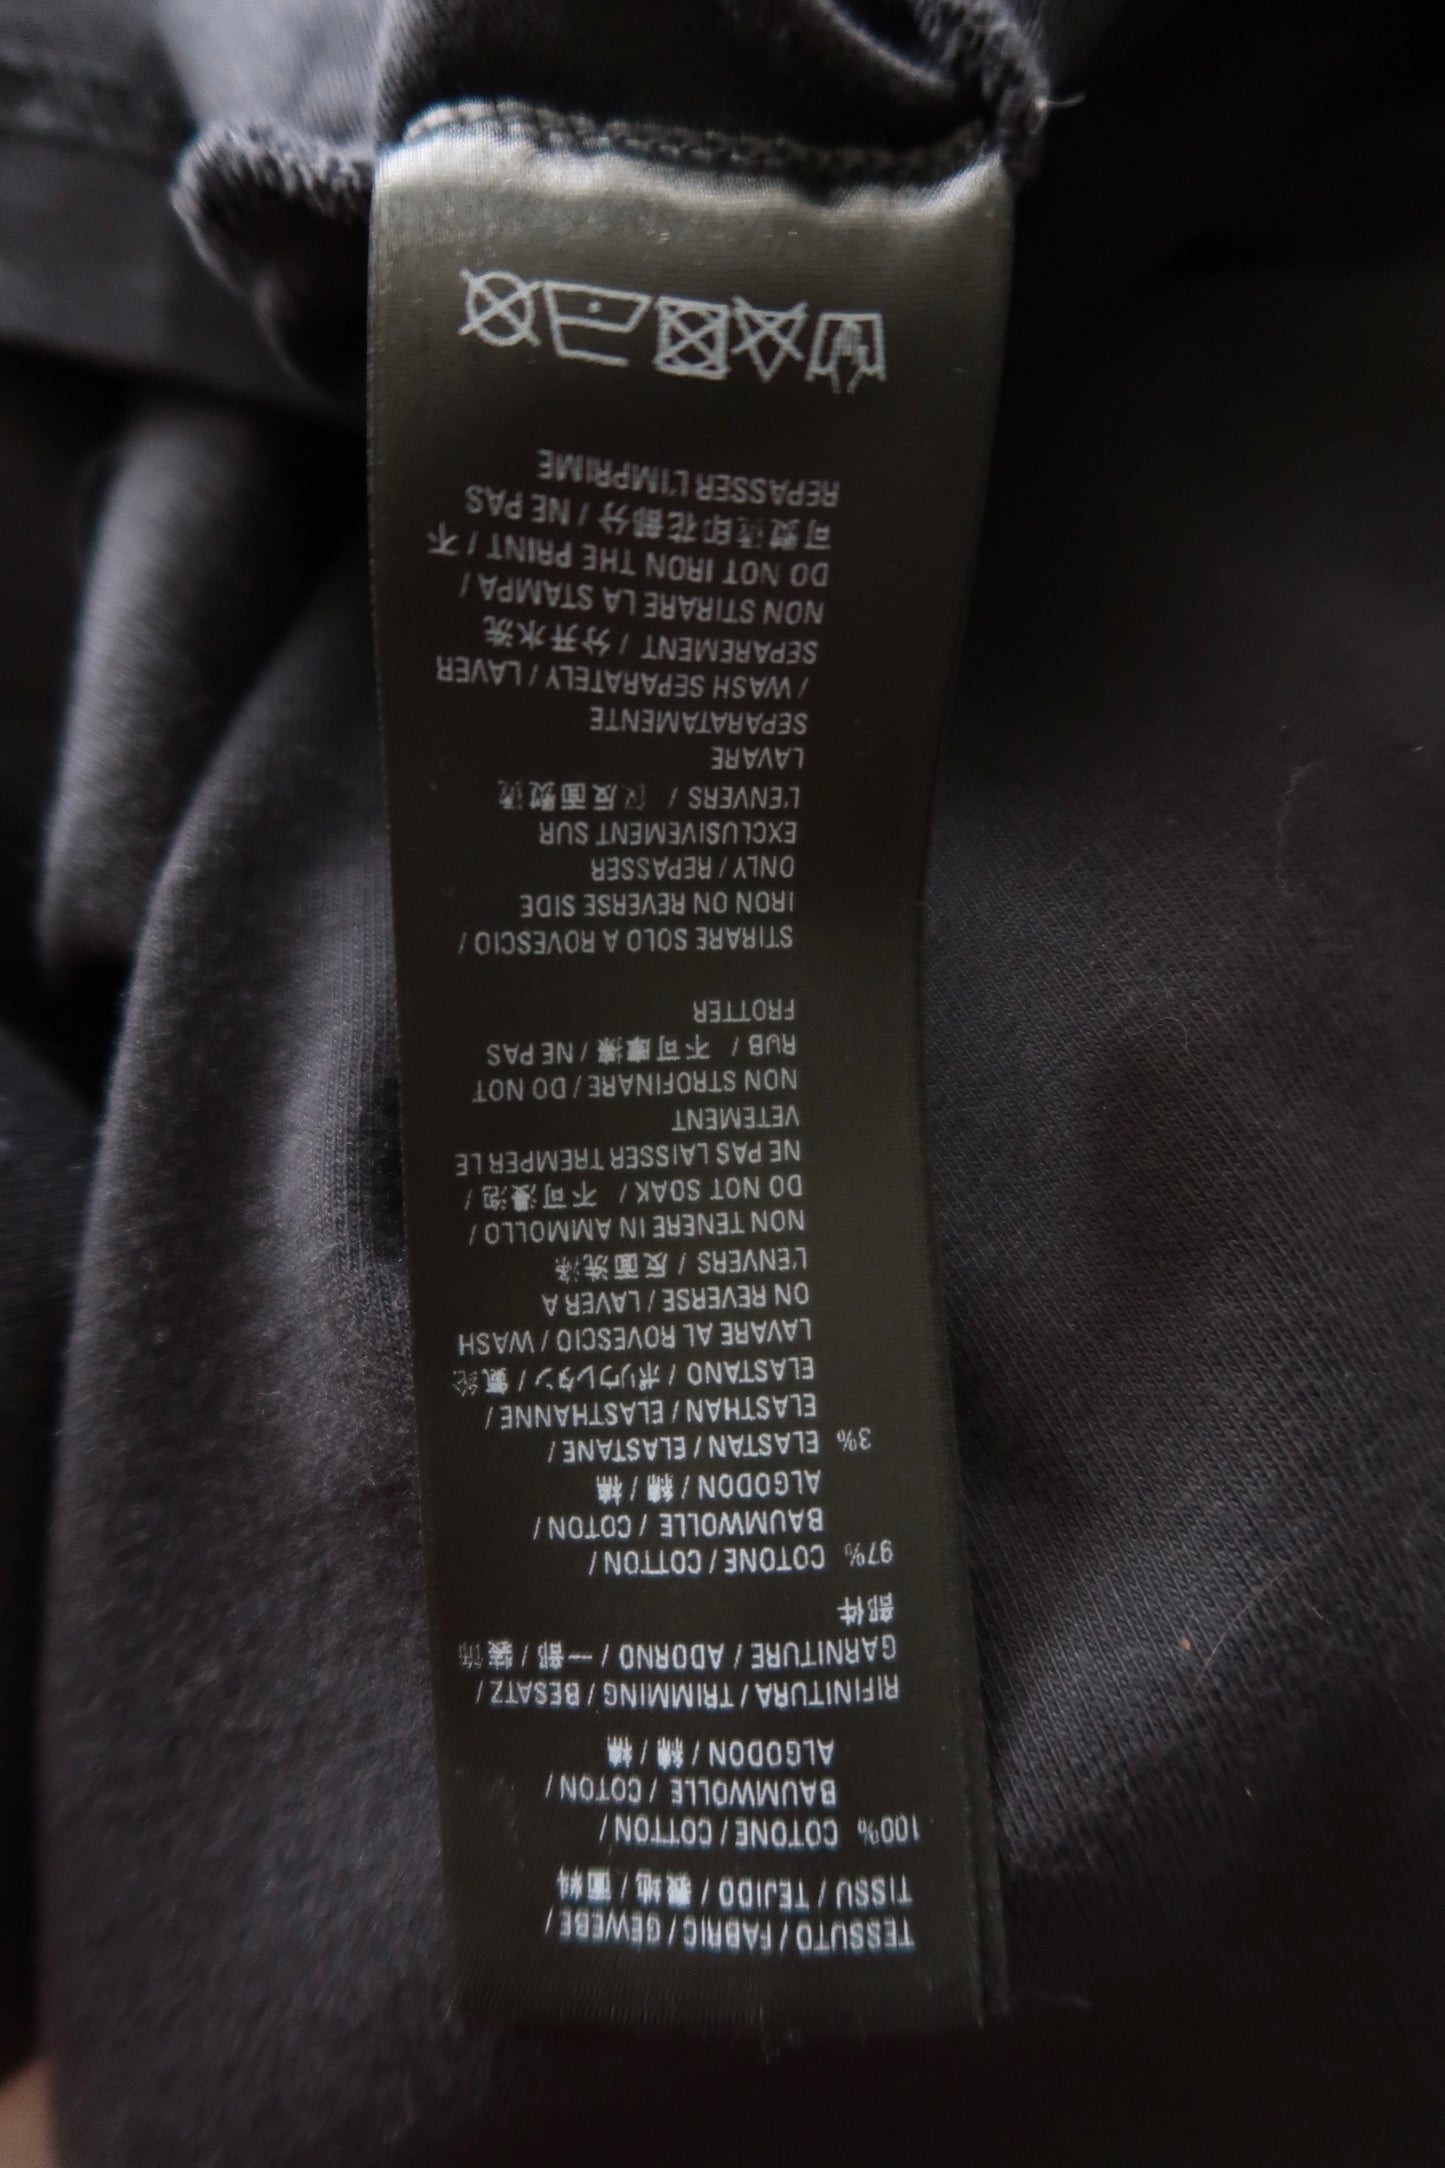 TESSUTO / FABRIC / GEWEBE /
TISSU / TEJIDO / 製地 / 面料
100% COTONE / COTTON /
BAUMWOLLE / COTON /
ALGODON / 綿 / 棉
RIFINITURA / TRIMMING / BESATZ /
GARNITURE / ADORNO / 一部 / 装饰
部件
97% COTONE / COTTON /
BAUMWOLLE / COTON /
ALGODON / 綿 / 棉
3% ELASTAN / ELASTANE /
ELASTHAN / ELASTHANNE /
ELASTANO / ポリウレタン / 氨纶
LAVARE AL ROVESCIO / WASH
ON REVERSE / LAVER A
L'ENVERS / 反面洗涤
NON TENERE IN AMMOLLO /
DO NOT SOAK / 不可浸泡 /
NE PAS LAISSER TREMPER LE
VETEMENT
NON STROFINARE / DO NOT
RUB / 不可摩擦 / NE PAS
FROTTER
STIRARE SOLO A ROVESCIO /
IRON ON REVERSE SIDE
ONLY / REPASSER
EXCLUSIVEMENT SUR
L'ENVERS / 仅反面熨烫
LAVARE
SEPARATAMENTE
/ WASH SEPARATELY / LAVER
SEPAREMENT / 分开水洗
NON STIRARE LA STAMPA /
DO NOT IRON THE PRINT / 不
可熨烫印花部分 / NE PAS
REPASSER L'IMPRIME